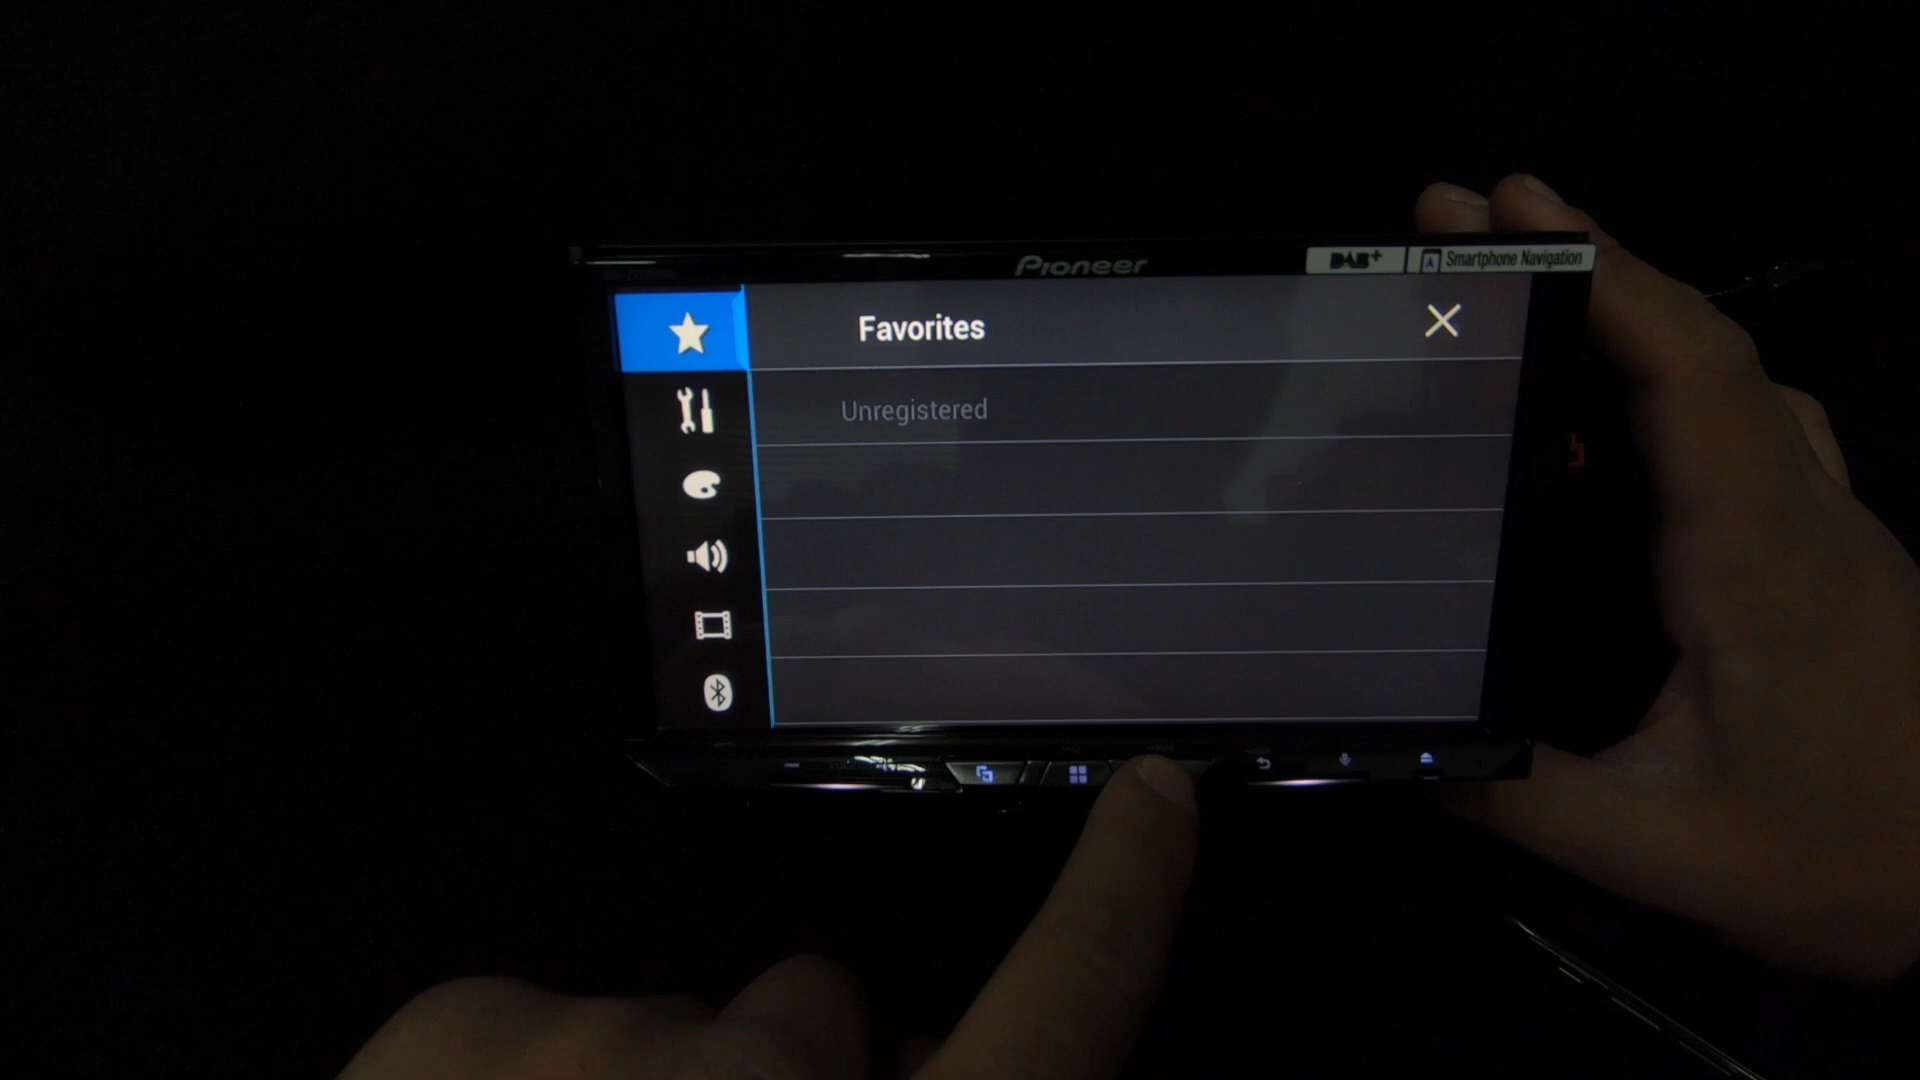 Pioneer
DAB+
Smartphone Navigation
Favorites
Unregistered